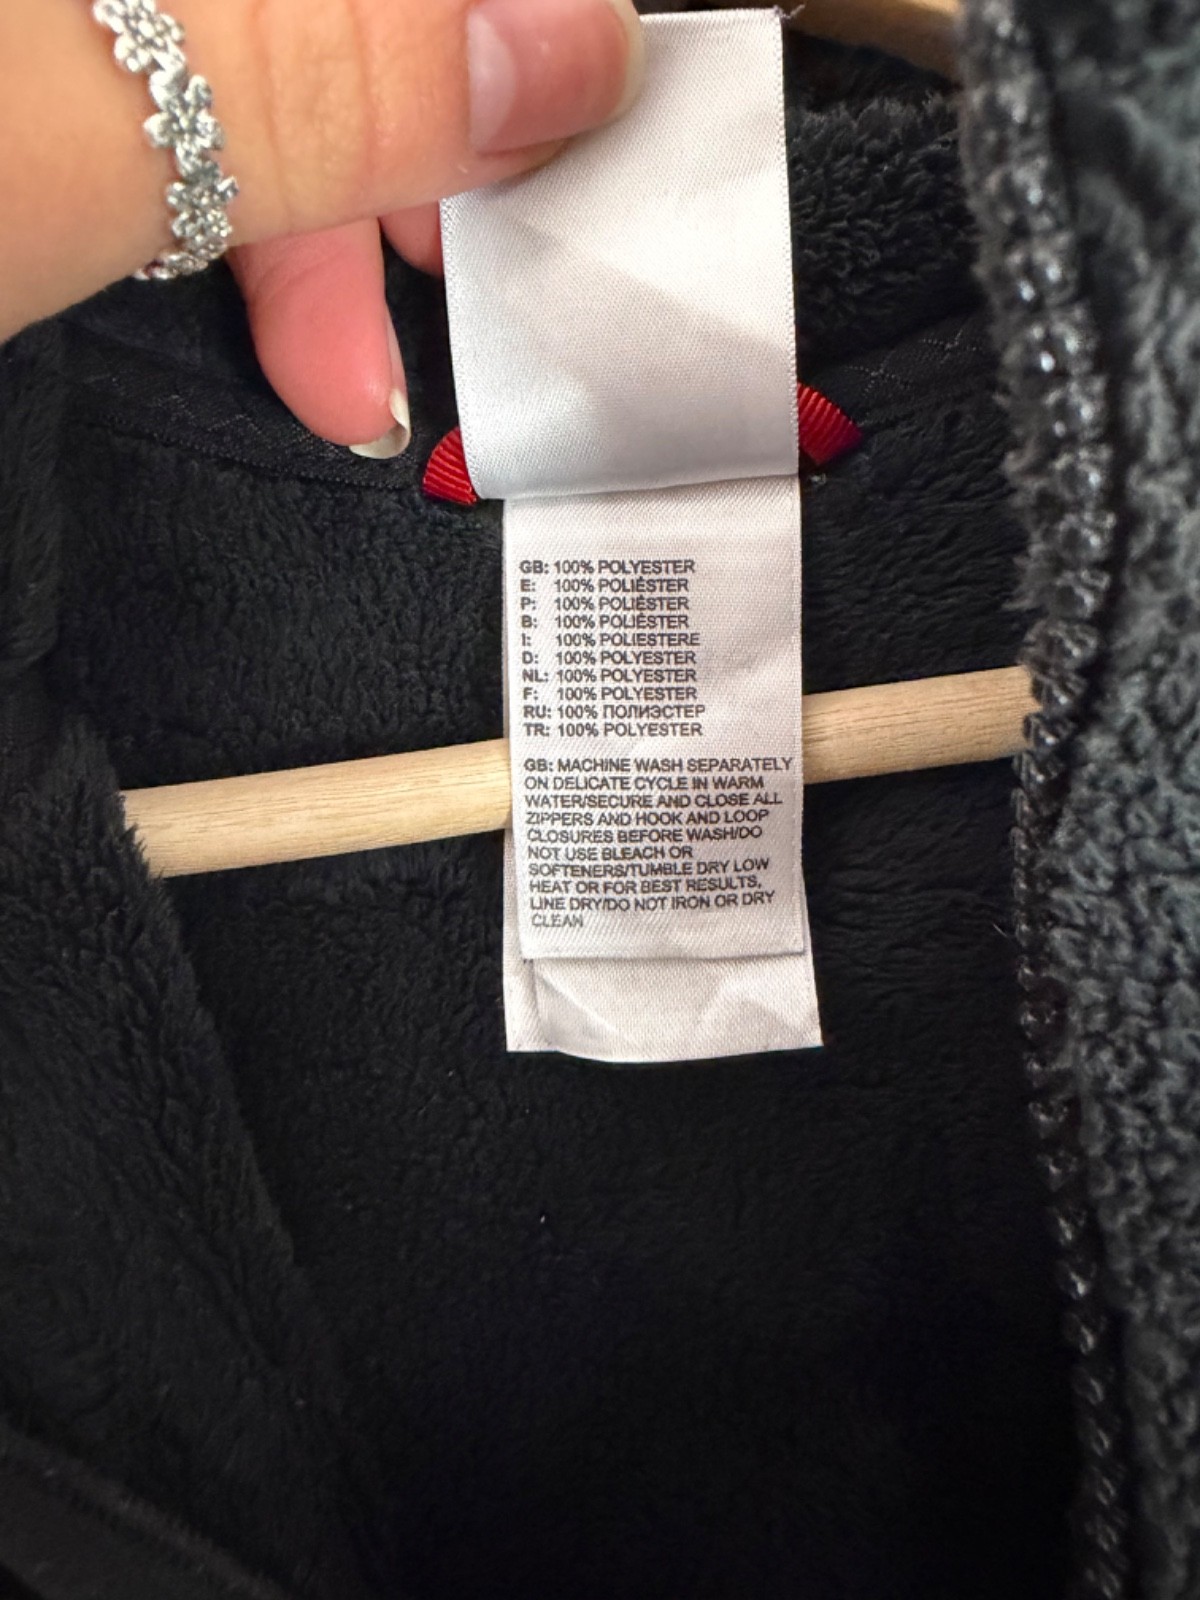 GB: 100% POLYESTER
E: 100% POLIÉSTER
P: 100% POLIÉSTER
B: 100% POLIÉSTER
I: 100% POLIESTERE
D: 100% POLYESTER
NL: 100% POLYESTER
F: 100% POLYESTER
RU: 100% ПОЛИЭСТЕР
TR: 100% POLYESTER
GB: MACHINE WASH SEPARATELY
ON DELICATE CYCLE IN WARM
WATER/SECURE AND CLOSE ALL
ZIPPERS AND HOOK AND LOOP
CLOSURES BEFORE WASH/DO
NOT USE BLEACH OR
SOFTENERS/TUMBLE DRY LOW
HEAT OR FOR BEST RESULTS,
LINE DRY/DO NOT IRON OR DRY
CLEAN